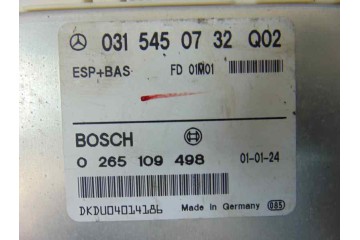 031 545 07 32 Q02
ESP+BAS FD 01M01
BOSCH
0 265 109 498 01-01-24
DKDU04014186 Made in Germany 085